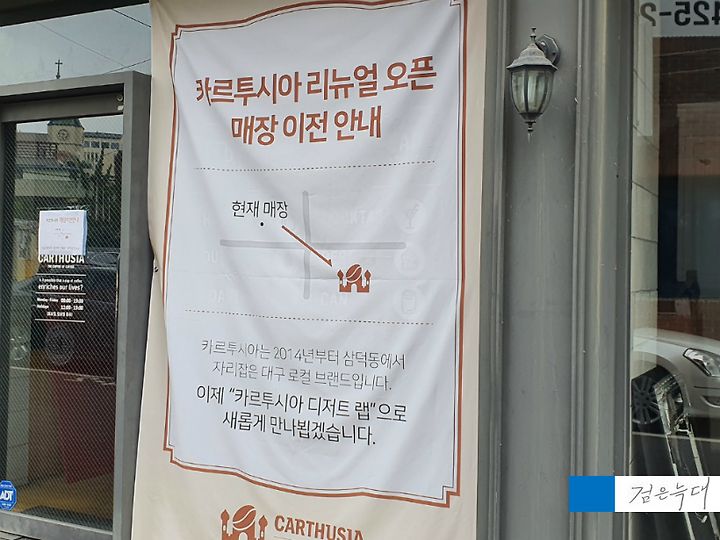 카르투시아 리뉴얼 오픈
매장 이전 안내
현재 매장
카르투시아는 2014년부터 삼덕동에서
자리잡은 대구 로컬 브랜드입니다.
이제 “카르투시아 디저트 랩”으로
새롭게 만나뵙겠습니다.
CARTHUSIA
CARTHUSIA
enriches our lives?
ADT
검은늑대